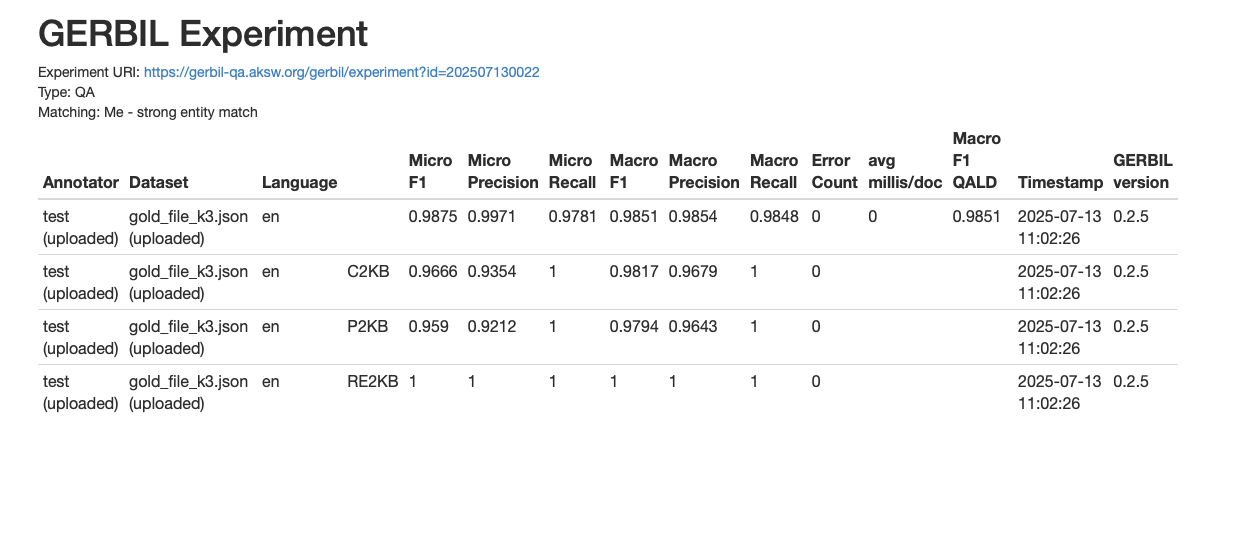 GERBIL Experiment
Experiment URI: https://gerbil-qa.aksw.org/gerbil/experiment?id=202507130022
Type: QA
Matching: Me - strong entity match
Annotator Dataset Language Micro F1 Micro Precision Micro Recall Macro F1 Macro Precision Macro Recall Error Count avg millis/doc Macro F1 QALD Timestamp GERBIL version
test (uploaded) gold_file_k3.json (uploaded) en 0.9875 0.9971 0.9781 0.9851 0.9854 0.9848 0 0 0.9851 2025-07-13 11:02:26 0.2.5
test (uploaded) gold_file_k3.json (uploaded) en C2KB 0.9666 0.9354 1 0.9817 0.9679 1 0 2025-07-13 11:02:26 0.2.5
test (uploaded) gold_file_k3.json (uploaded) en P2KB 0.959 0.9212 1 0.9794 0.9643 1 0 2025-07-13 11:02:26 0.2.5
test (uploaded) gold_file_k3.json (uploaded) en RE2KB 1 1 1 1 1 1 0 2025-07-13 11:02:26 0.2.5